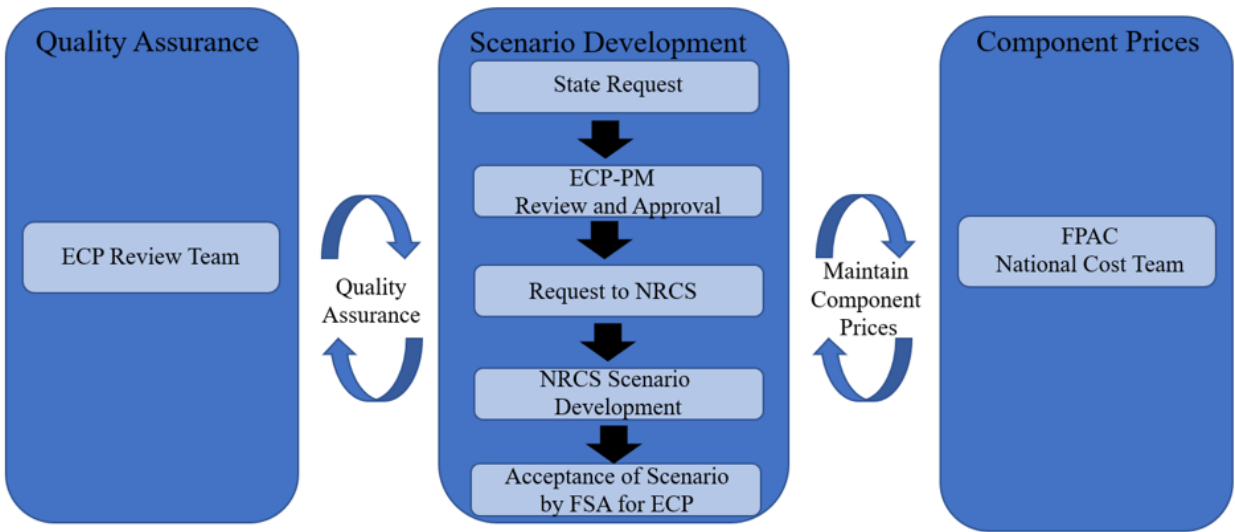 Quality Assurance
ECP Review Team
Quality
Assurance
Scenario Development
State Request
ECP-PM
Review and Approval
Request to NRCS
NRCS Scenario
Development
Acceptance of Scenario
by FSA for ECP
Maintain
Component
Prices
Component Prices
FPAC
National Cost Team